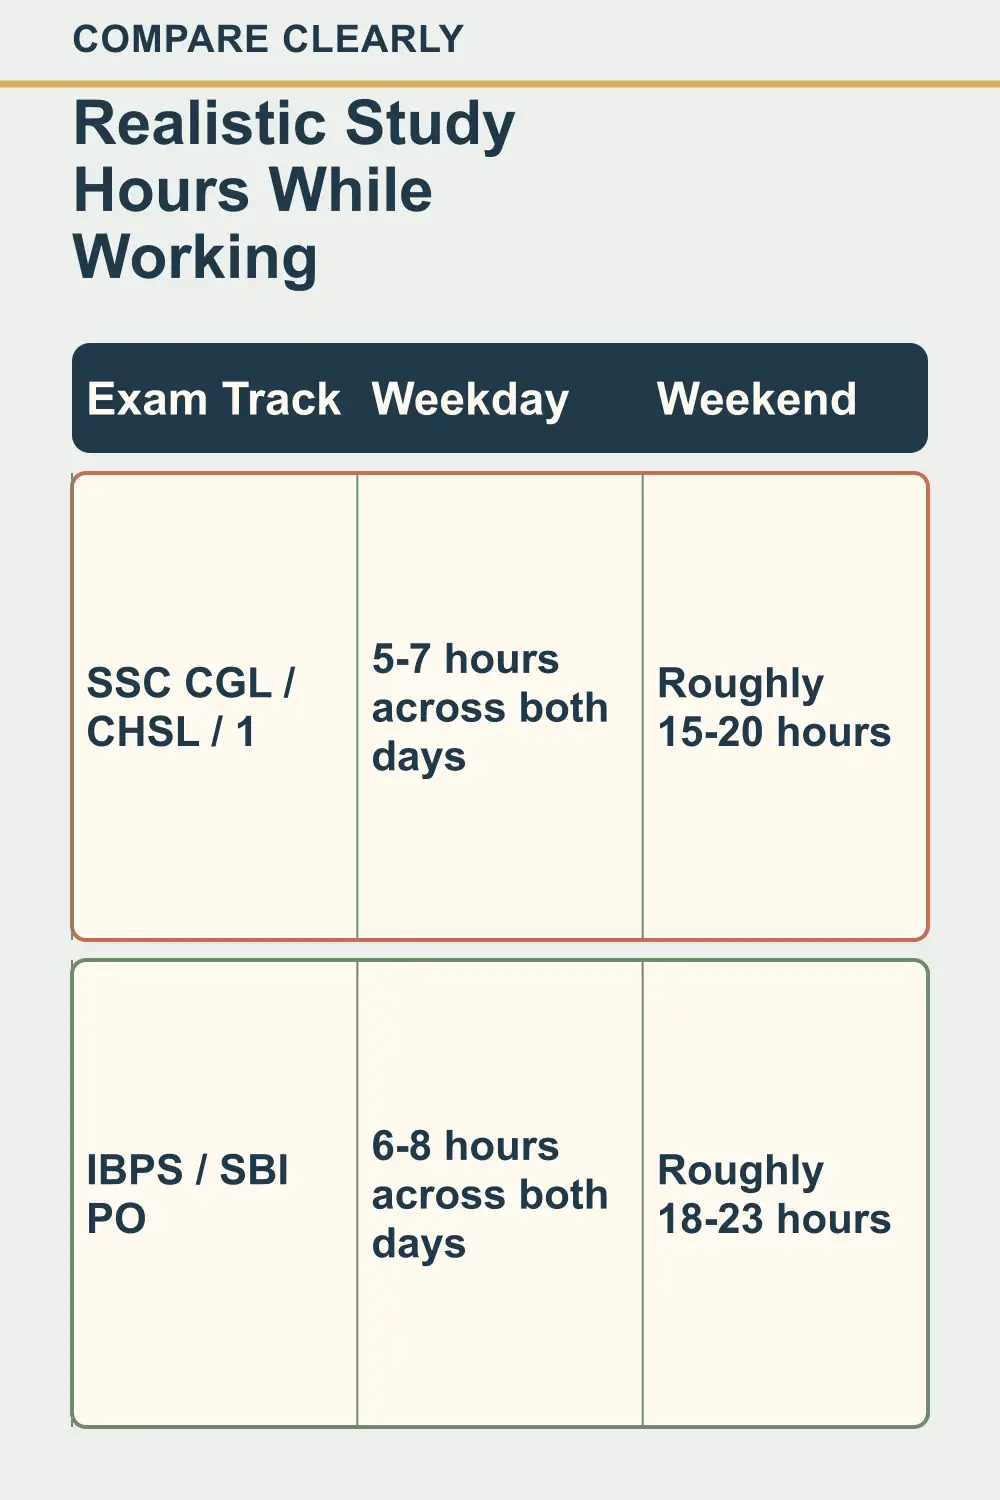 COMPARE CLEARLY
Realistic Study
Hours While
Working
Exam Track Weekday Weekend
SSC CGL /
CHSL / 1
5-7 hours
across both
days
Roughly
15-20 hours
IBPS / SBI
PO
6-8 hours
across both
days
Roughly
18-23 hours